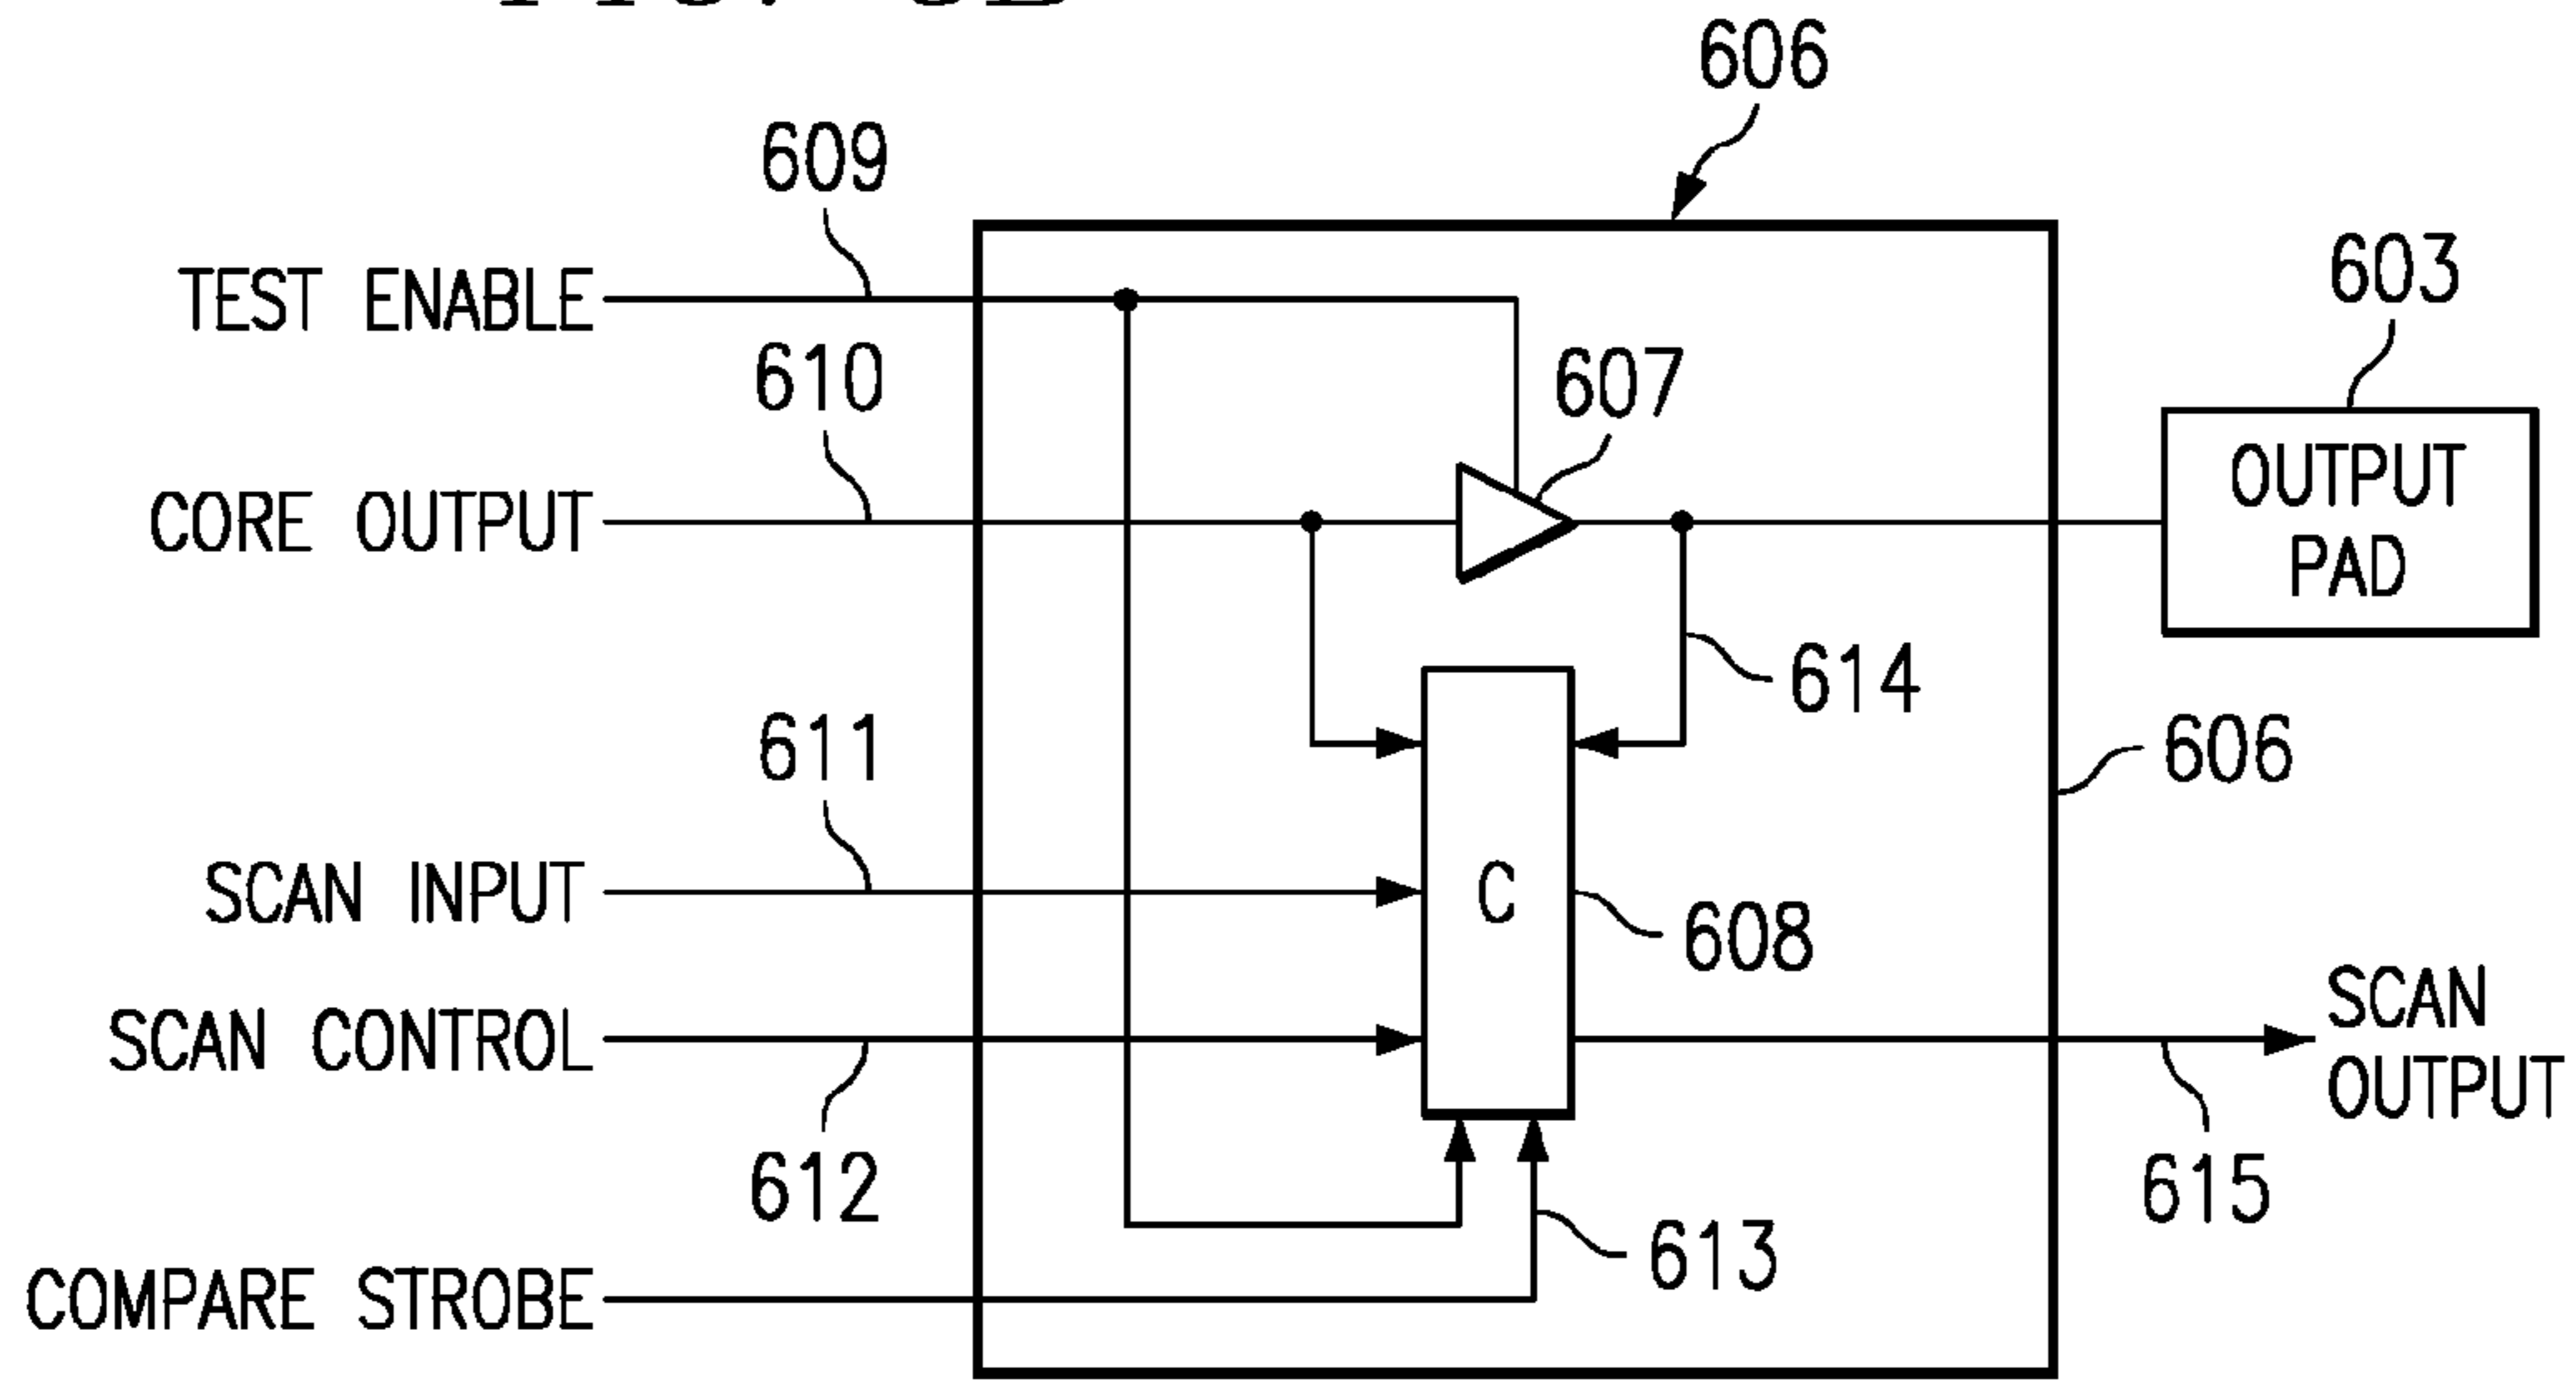 606
609
TEST ENABLE
603
610
607
CORE OUTPUT
OUTPUT
PAD
614
611
606
SCAN INPUT
C
608
SCAN CONTROL
SCAN
OUTPUT
612
613
615
COMPARE STROBE